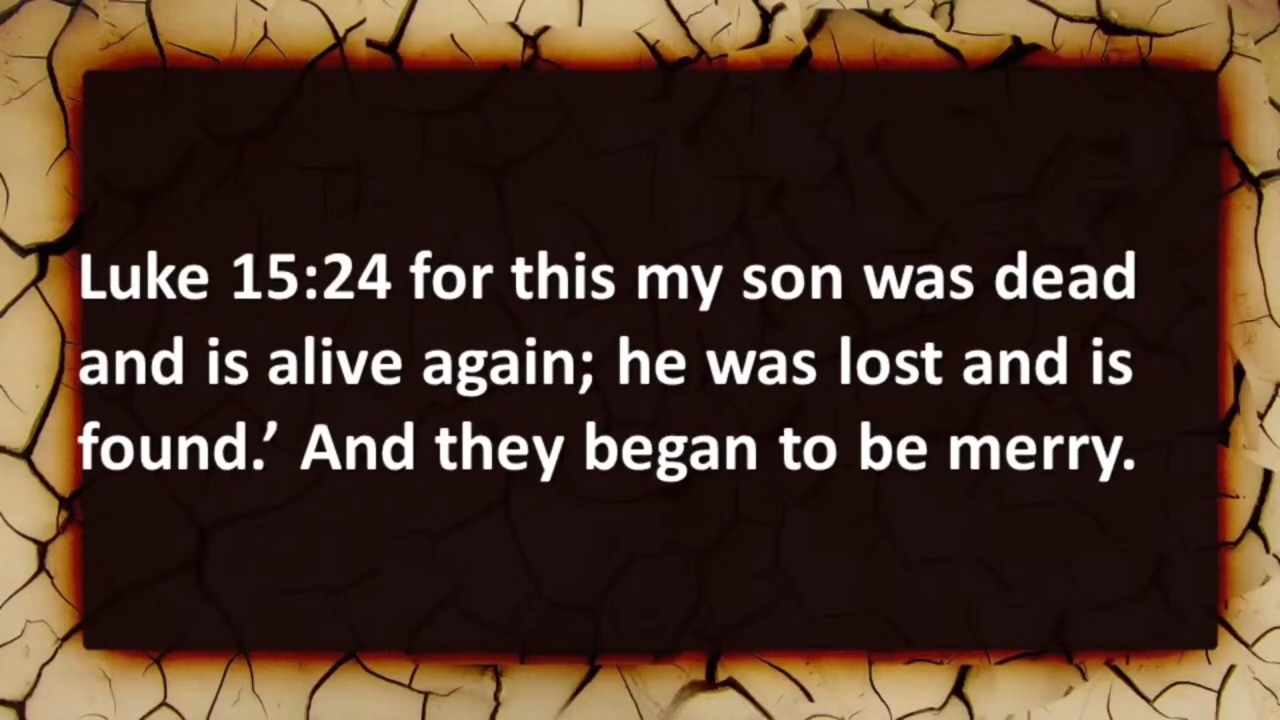 Luke 15:24 for this my son was dead
and is alive again; he was lost and is
found.’ And they began to be merry.